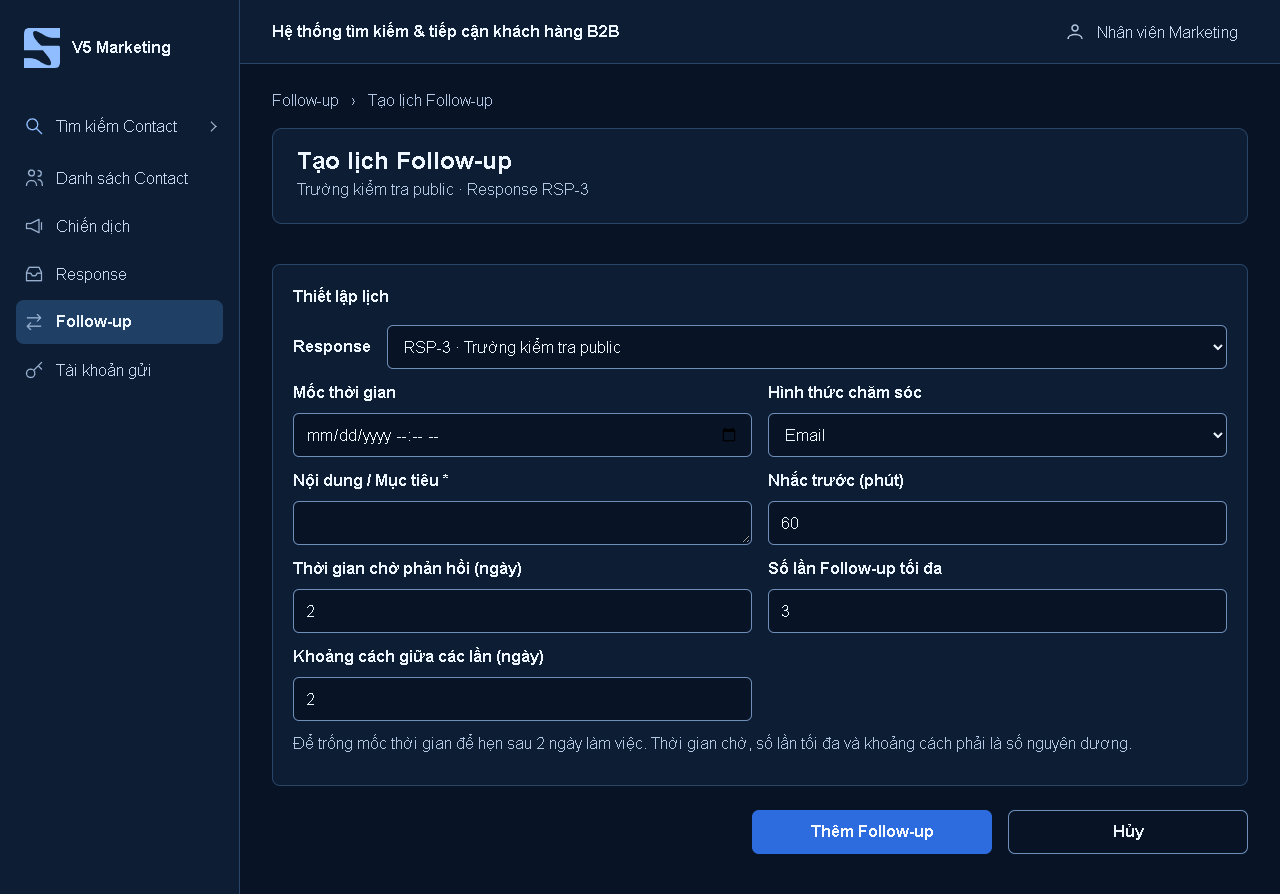 V5 Marketing
Hệ thống tìm kiếm & tiếp cận khách hàng B2B
Nhân viên Marketing
Tìm kiếm Contact
Danh sách Contact
Chiến dịch
Response
Follow-up
Tài khoản gửi
Follow-up › Tạo lịch Follow-up
Tạo lịch Follow-up
Trường kiểm tra public · Response RSP-3
Thiết lập lịch
Response RSP-3 · Trường kiểm tra public
Mốc thời gian
mm/dd/yyyy --:-- --
Hình thức chăm sóc
Email
Nội dung / Mục tiêu *
Nhắc trước (phút)
60
Thời gian chờ phản hồi (ngày)
2
Số lần Follow-up tối đa
3
Khoảng cách giữa các lần (ngày)
2
Để trống mốc thời gian để hẹn sau 2 ngày làm việc. Thời gian chờ, số lần tối đa và khoảng cách phải là số nguyên dương.
Thêm Follow-up
Hủy